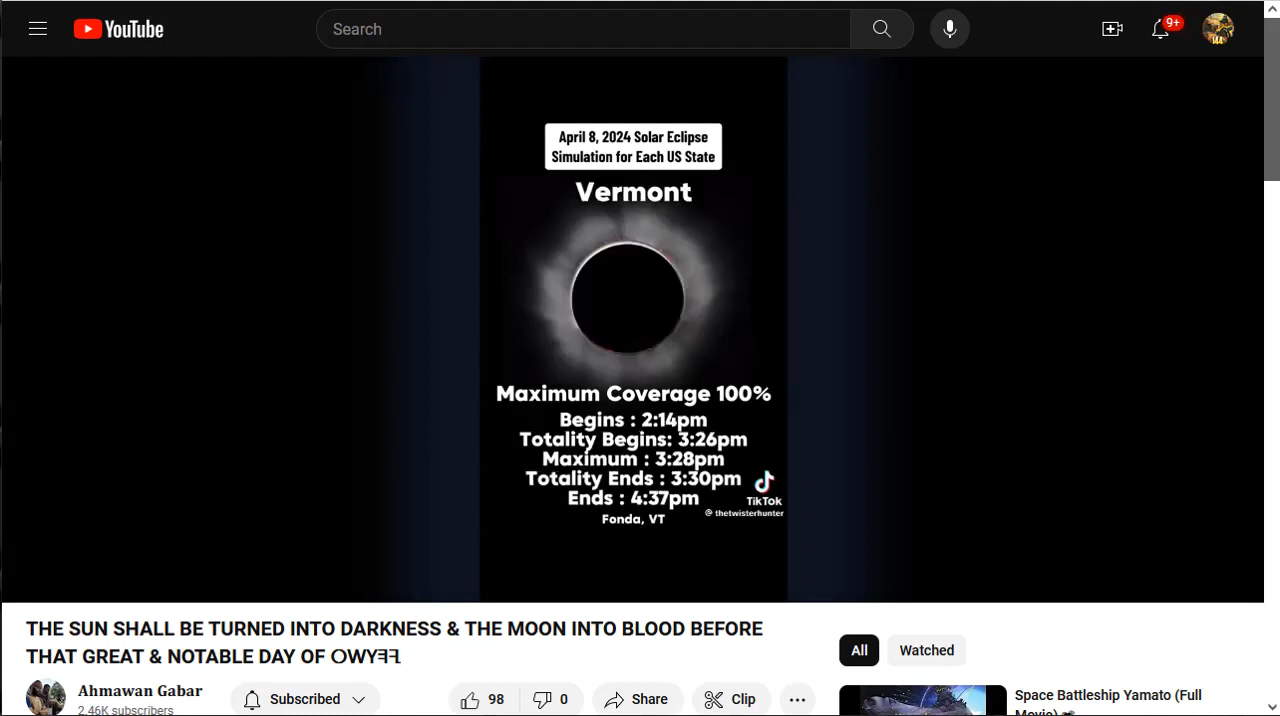 YouTube
Search
9+
April 8, 2024 Solar Eclipse
Simulation for Each US State
Vermont
Maximum Coverage 100%
Begins : 2:14pm
Totality Begins: 3:26pm
Maximum : 3:28pm
Totality Ends : 3:30pm
Ends : 4:37pm
Fonda, VT
TikTok
@ thetwisterhunter
THE SUN SHALL BE TURNED INTO DARKNESS & THE MOON INTO BLOOD BEFORE
THAT GREAT & NOTABLE DAY OF
All
Watched
Ahmawan Gabar
2.46K subscribers
Subscribed
98
0
Share
Clip
Space Battleship Yamato (Full
Movie)